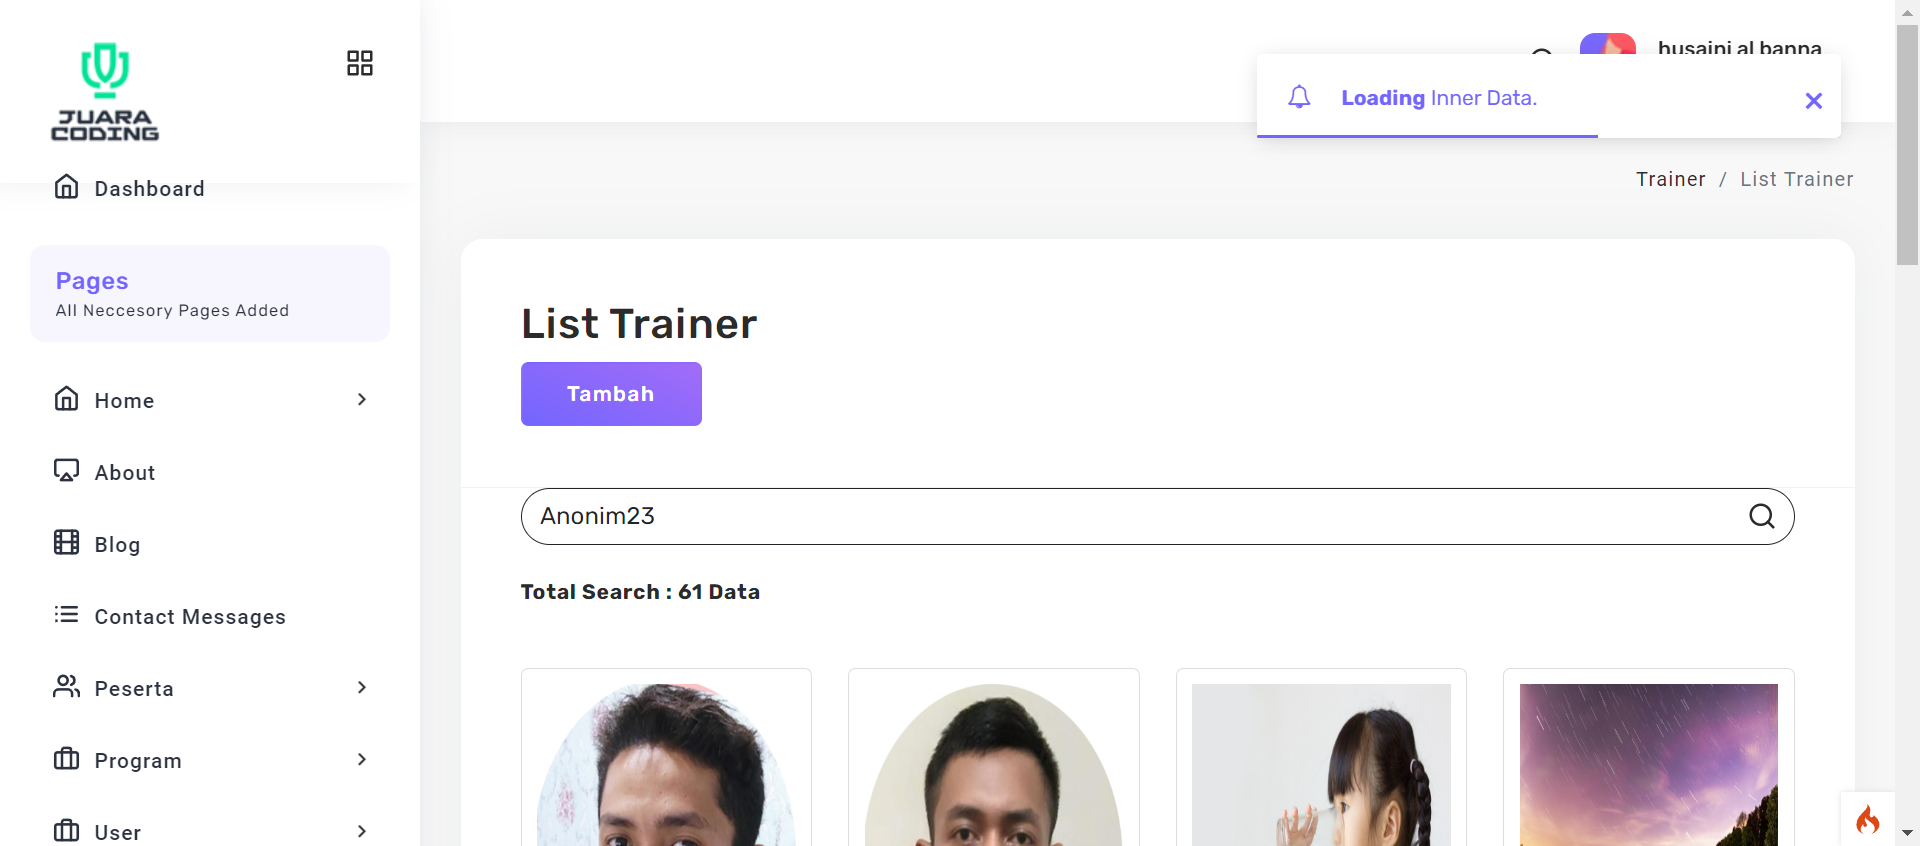 JUARA
CODING
Dashboard
Pages
All Neccesory Pages Added
Home
About
Blog
Contact Messages
Peserta
Program
User
husaini al banna
Loading Inner Data.
Trainer / List Trainer
List Trainer
Tambah
Anonim23
Total Search : 61 Data